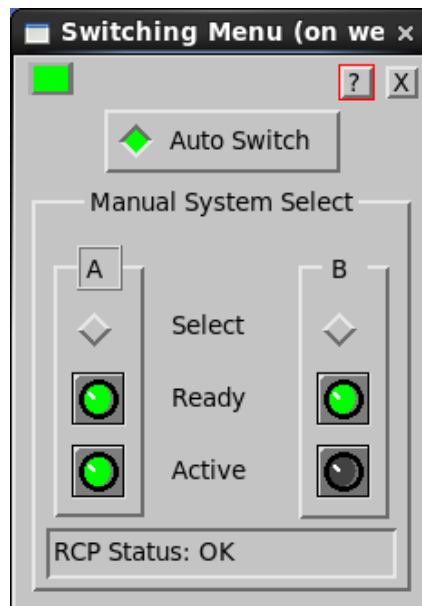 Switching Menu (on we x
? X
Auto Switch
Manual System Select
A B
Select
Ready
Active
RCP Status: OK